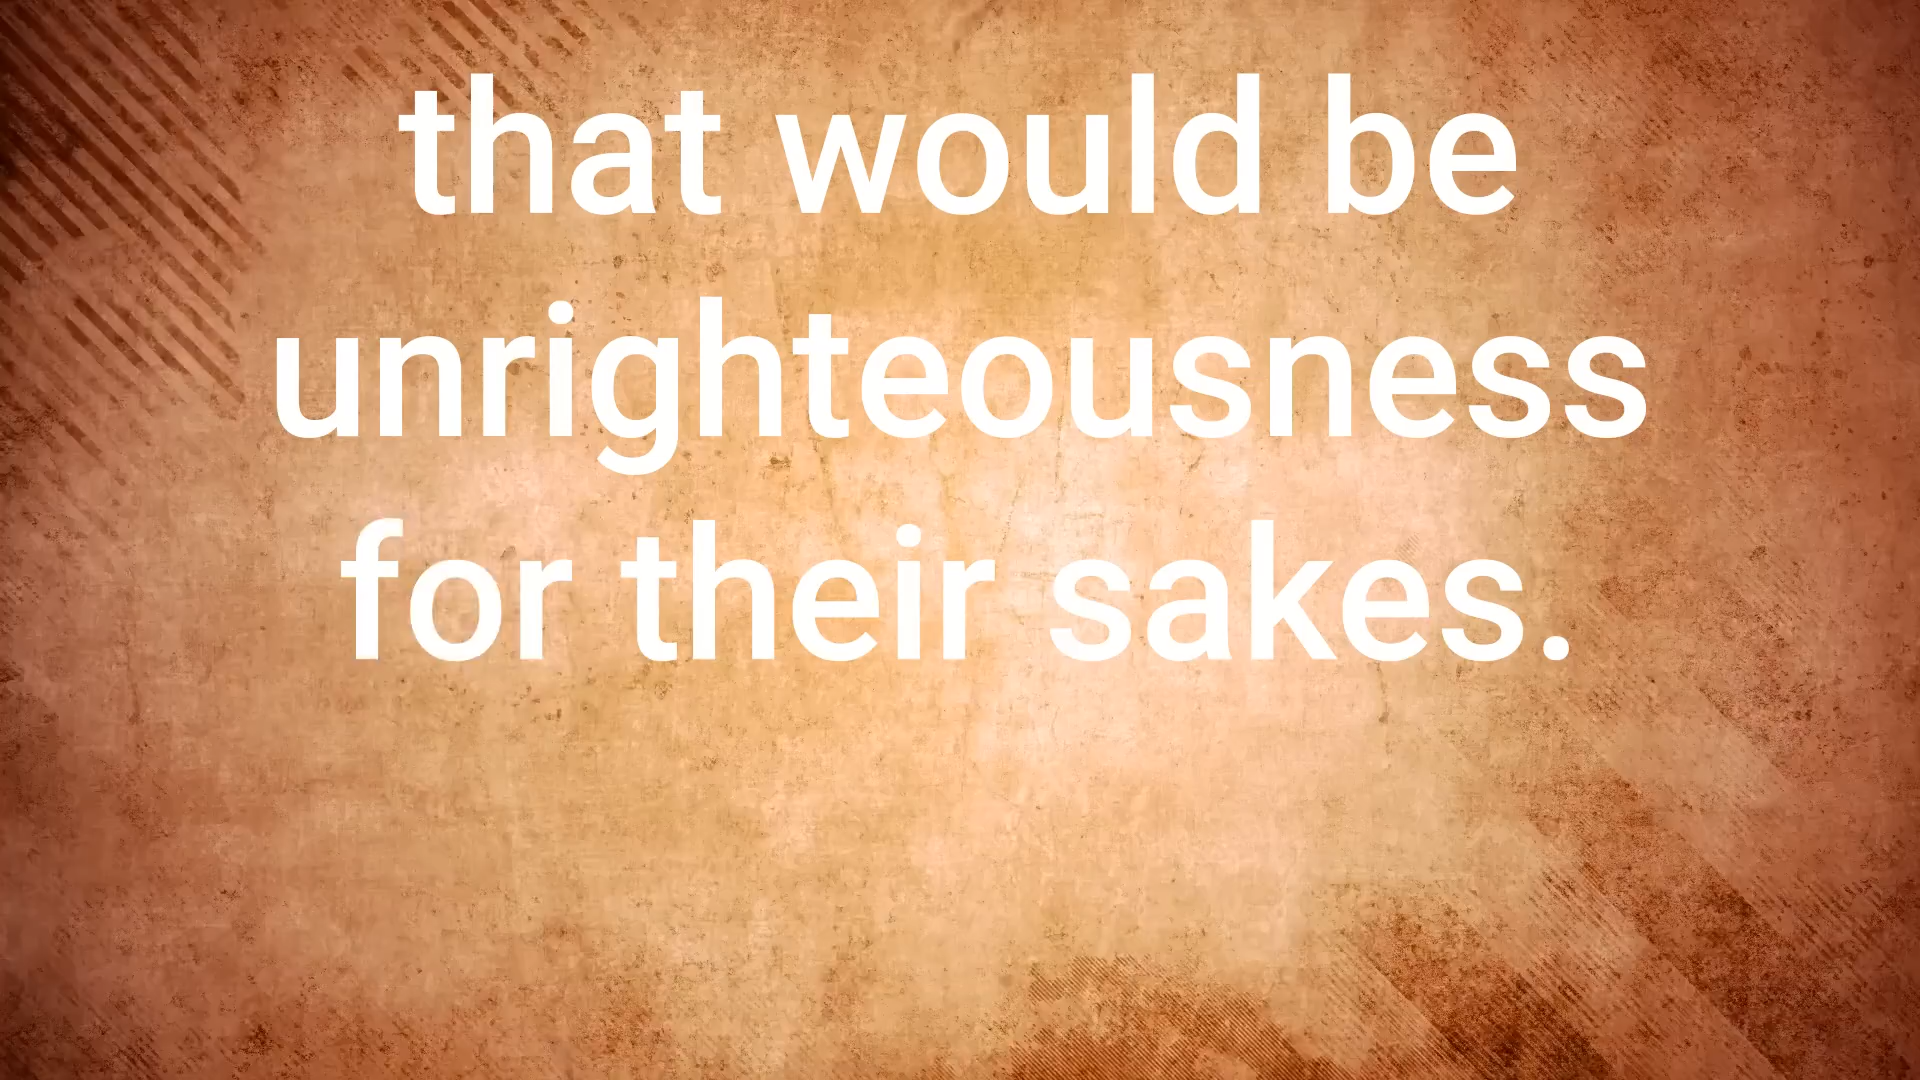 that would be
unrighteousness
for their sakes.